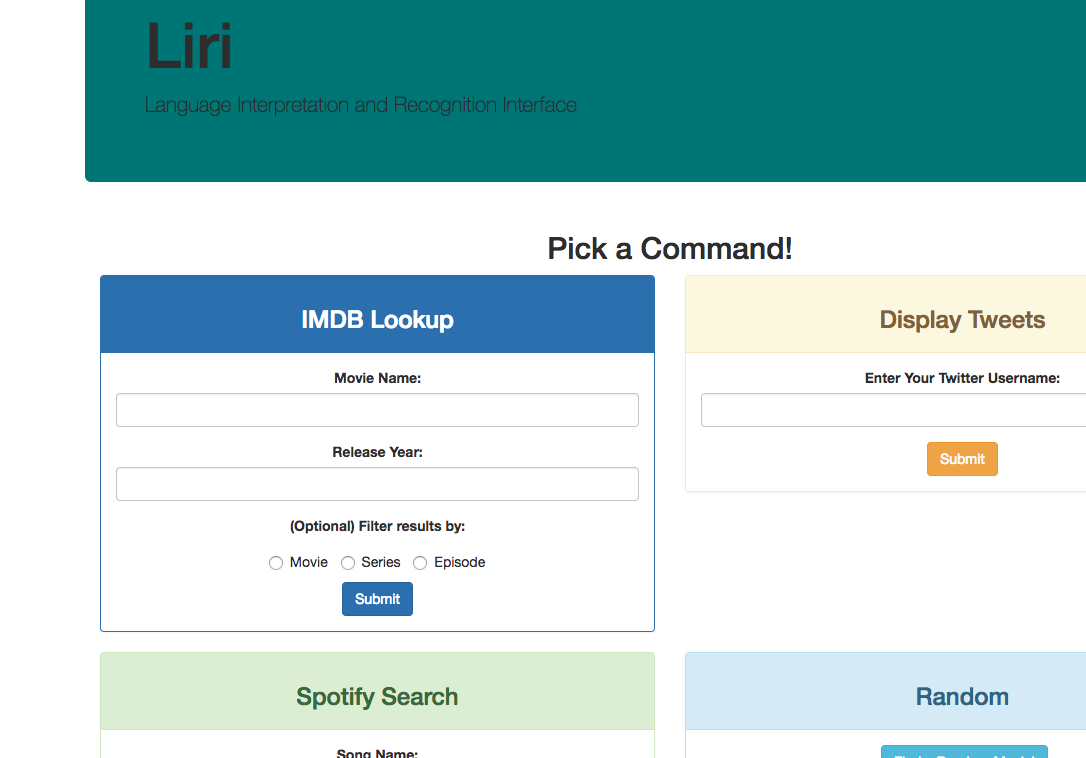 Liri
Language Interpretation and Recognition Interface
Pick a Command!
IMDB Lookup
Movie Name:
Release Year:
(Optional) Filter results by:
Movie Series Episode
Submit
Display Tweets
Enter Your Twitter Username:
Submit
Spotify Search
Song Name:
Random